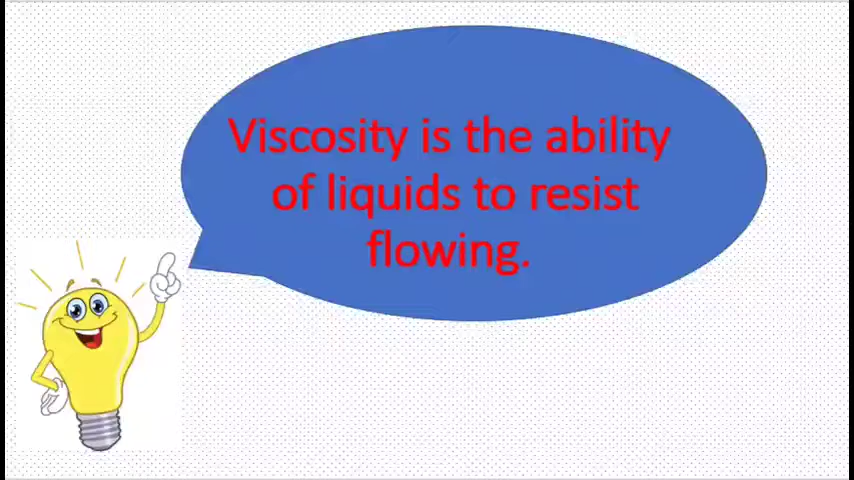 Viscosity is the ability
of liquids to resist
flowing.